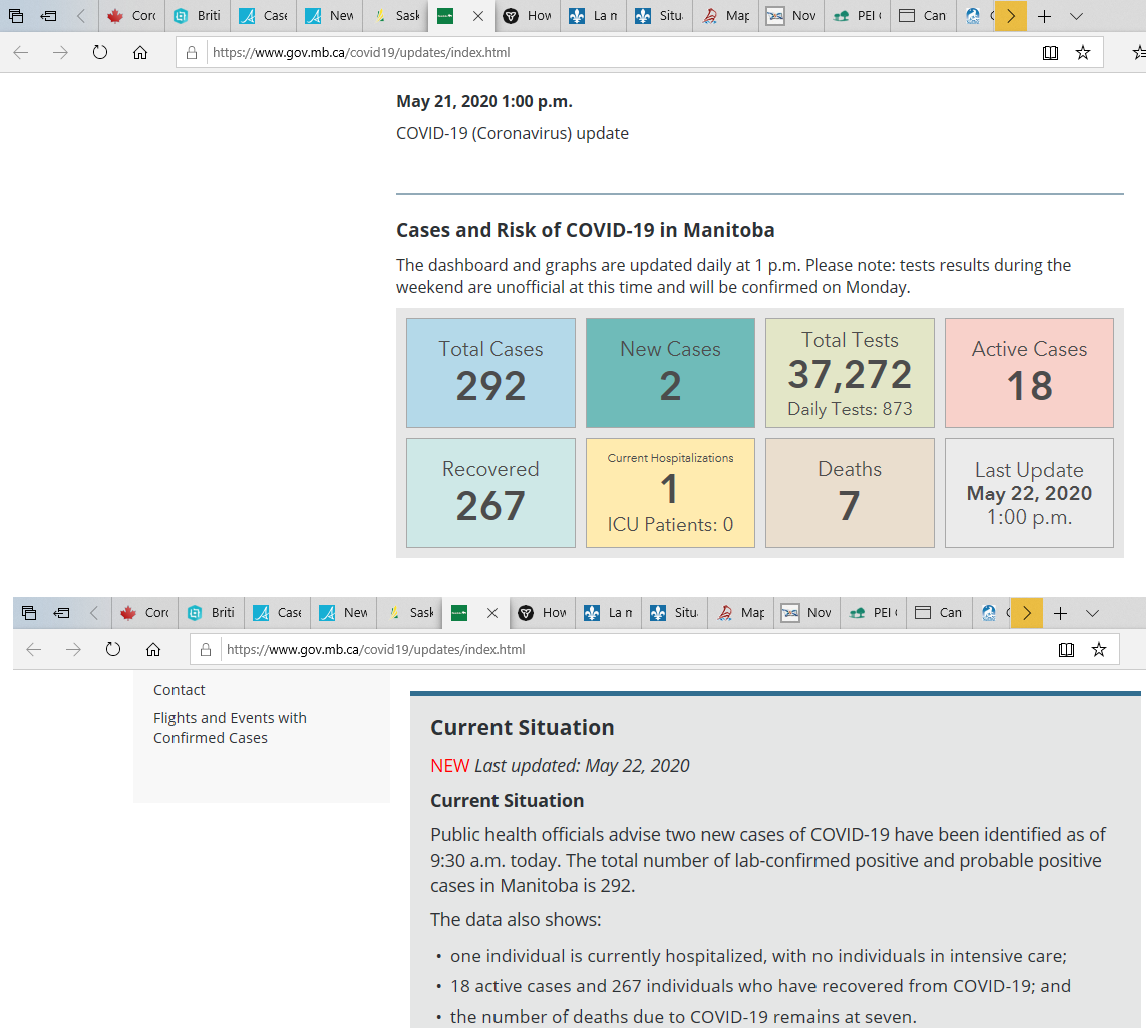 Corc
Briti
Case
New
Sask
How
La n
Situ
Map
Nov
PEI (
Can
https://www.gov.mb.ca/covid19/updates/index.html
May 21, 2020 1:00 p.m.
COVID-19 (Coronavirus) update
Cases and Risk of COVID-19 in Manitoba
The dashboard and graphs are updated daily at 1 p.m. Please note: tests results during the
weekend are unofficial at this time and will be confirmed on Monday.
Total Cases
292
New Cases
2
Total Tests
37,272
Daily Tests: 873
Active Cases
18
Recovered
267
Current Hospitalizations
1
ICU Patients: 0
Deaths
7
Last Update
May 22, 2020
1:00 p.m.
Corc
Briti
Case
New
Sask
How
La n
Situ
Map
Nov
PEI (
Can
https://www.gov.mb.ca/covid19/updates/index.html
Contact
Flights and Events with
Confirmed Cases
Current Situation
NEW Last updated: May 22, 2020
Current Situation
Public health officials advise two new cases of COVID-19 have been identified as of
9:30 a.m. today. The total number of lab-confirmed positive and probable positive
cases in Manitoba is 292.
The data also shows:
• one individual is currently hospitalized, with no individuals in intensive care;
• 18 active cases and 267 individuals who have recovered from COVID-19; and
• the number of deaths due to COVID-19 remains at seven.